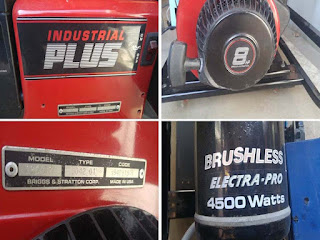 INDUSTRIAL
PLUS
8
MODEL TYPE CODE
BRIGGS & STRATTON CORP. MADE IN USA
BRUSHLESS
ELECTRA-PRO
4500 Watts